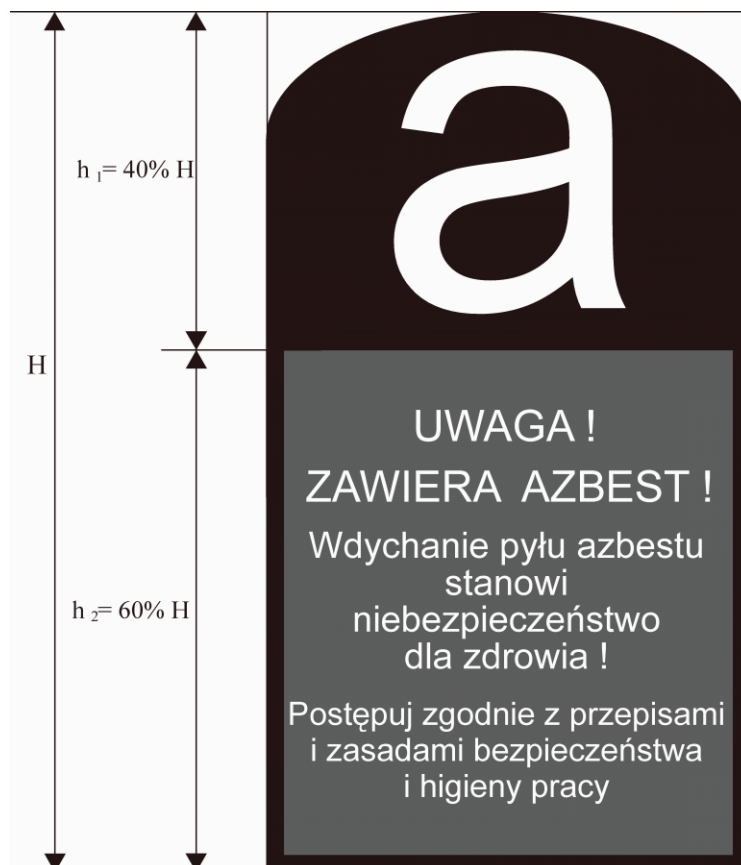 h 1= 40% H
H
h 2= 60% H
a
UWAGA !
ZAWIERA AZBEST !
Wdychanie pyłu azbestu
stanowi
niebezpieczeństwo
dla zdrowia !
Postępuj zgodnie z przepisami
i zasadami bezpieczeństwa
i higieny pracy